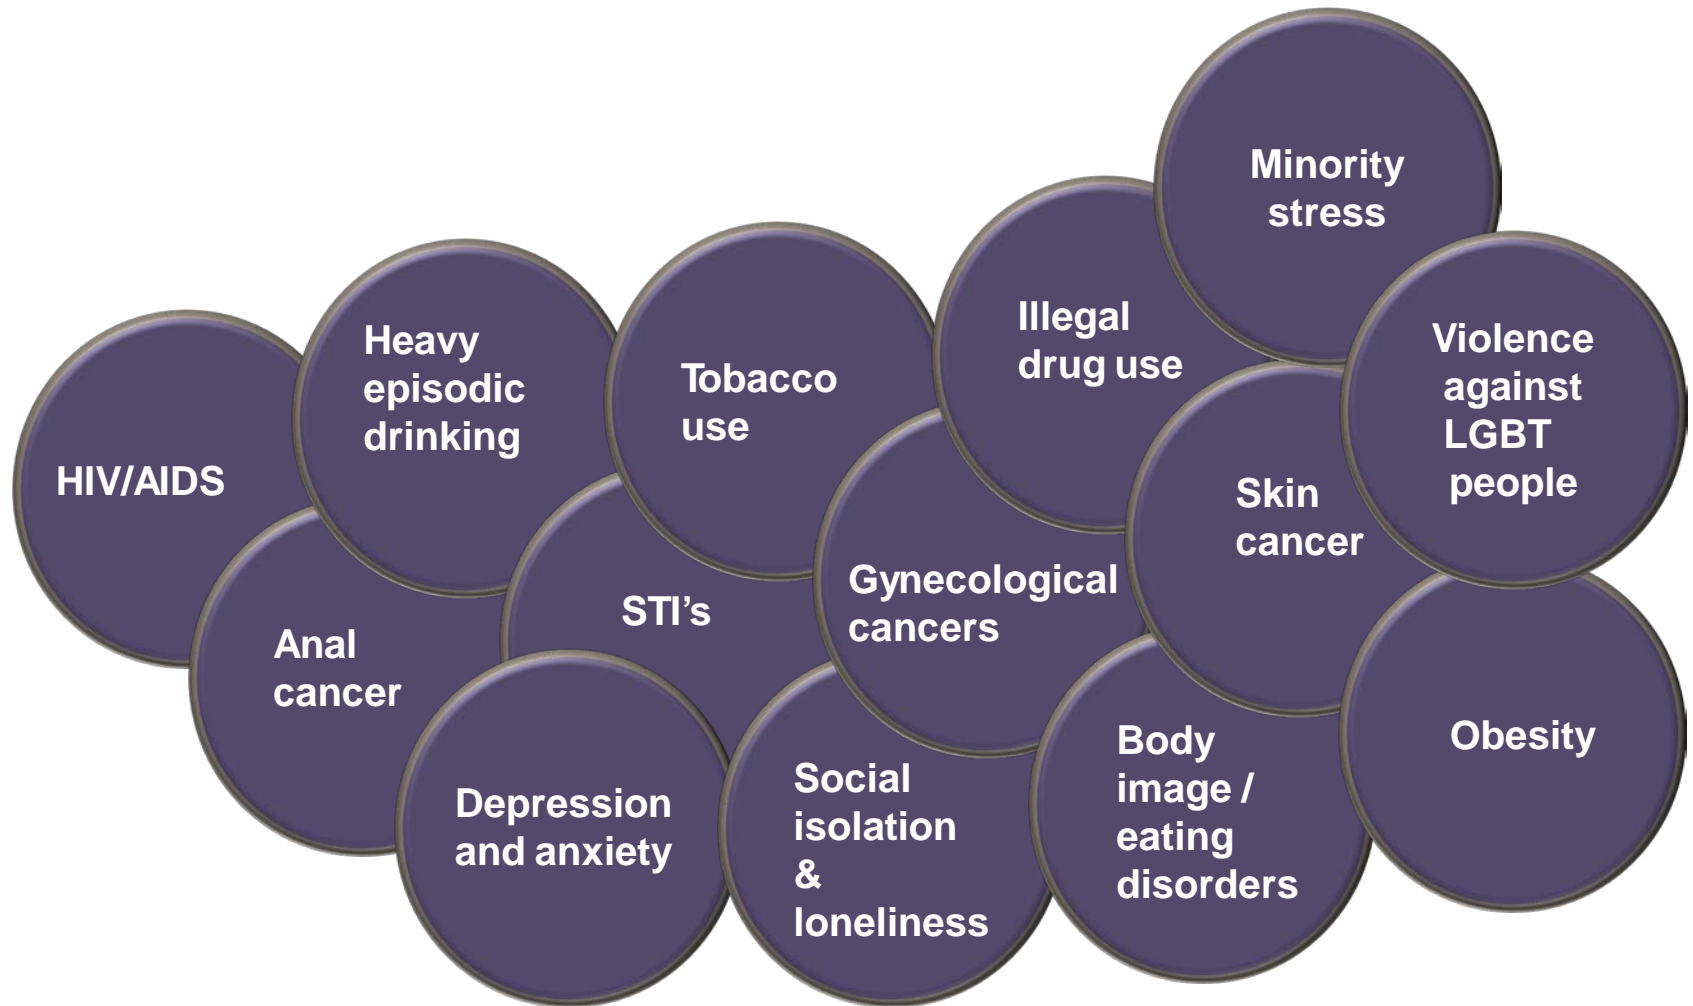 Minority
stress
Illegal
drug use
Violence
against
LGBT
people
Heavy
episodic
drinking
Tobacco
use
HIV/AIDS
Skin
cancer
Gynecological
cancers
STI’s
Anal
cancer
Body
image /
eating
disorders
Obesity
Social
isolation
&
loneliness
Depression
and anxiety